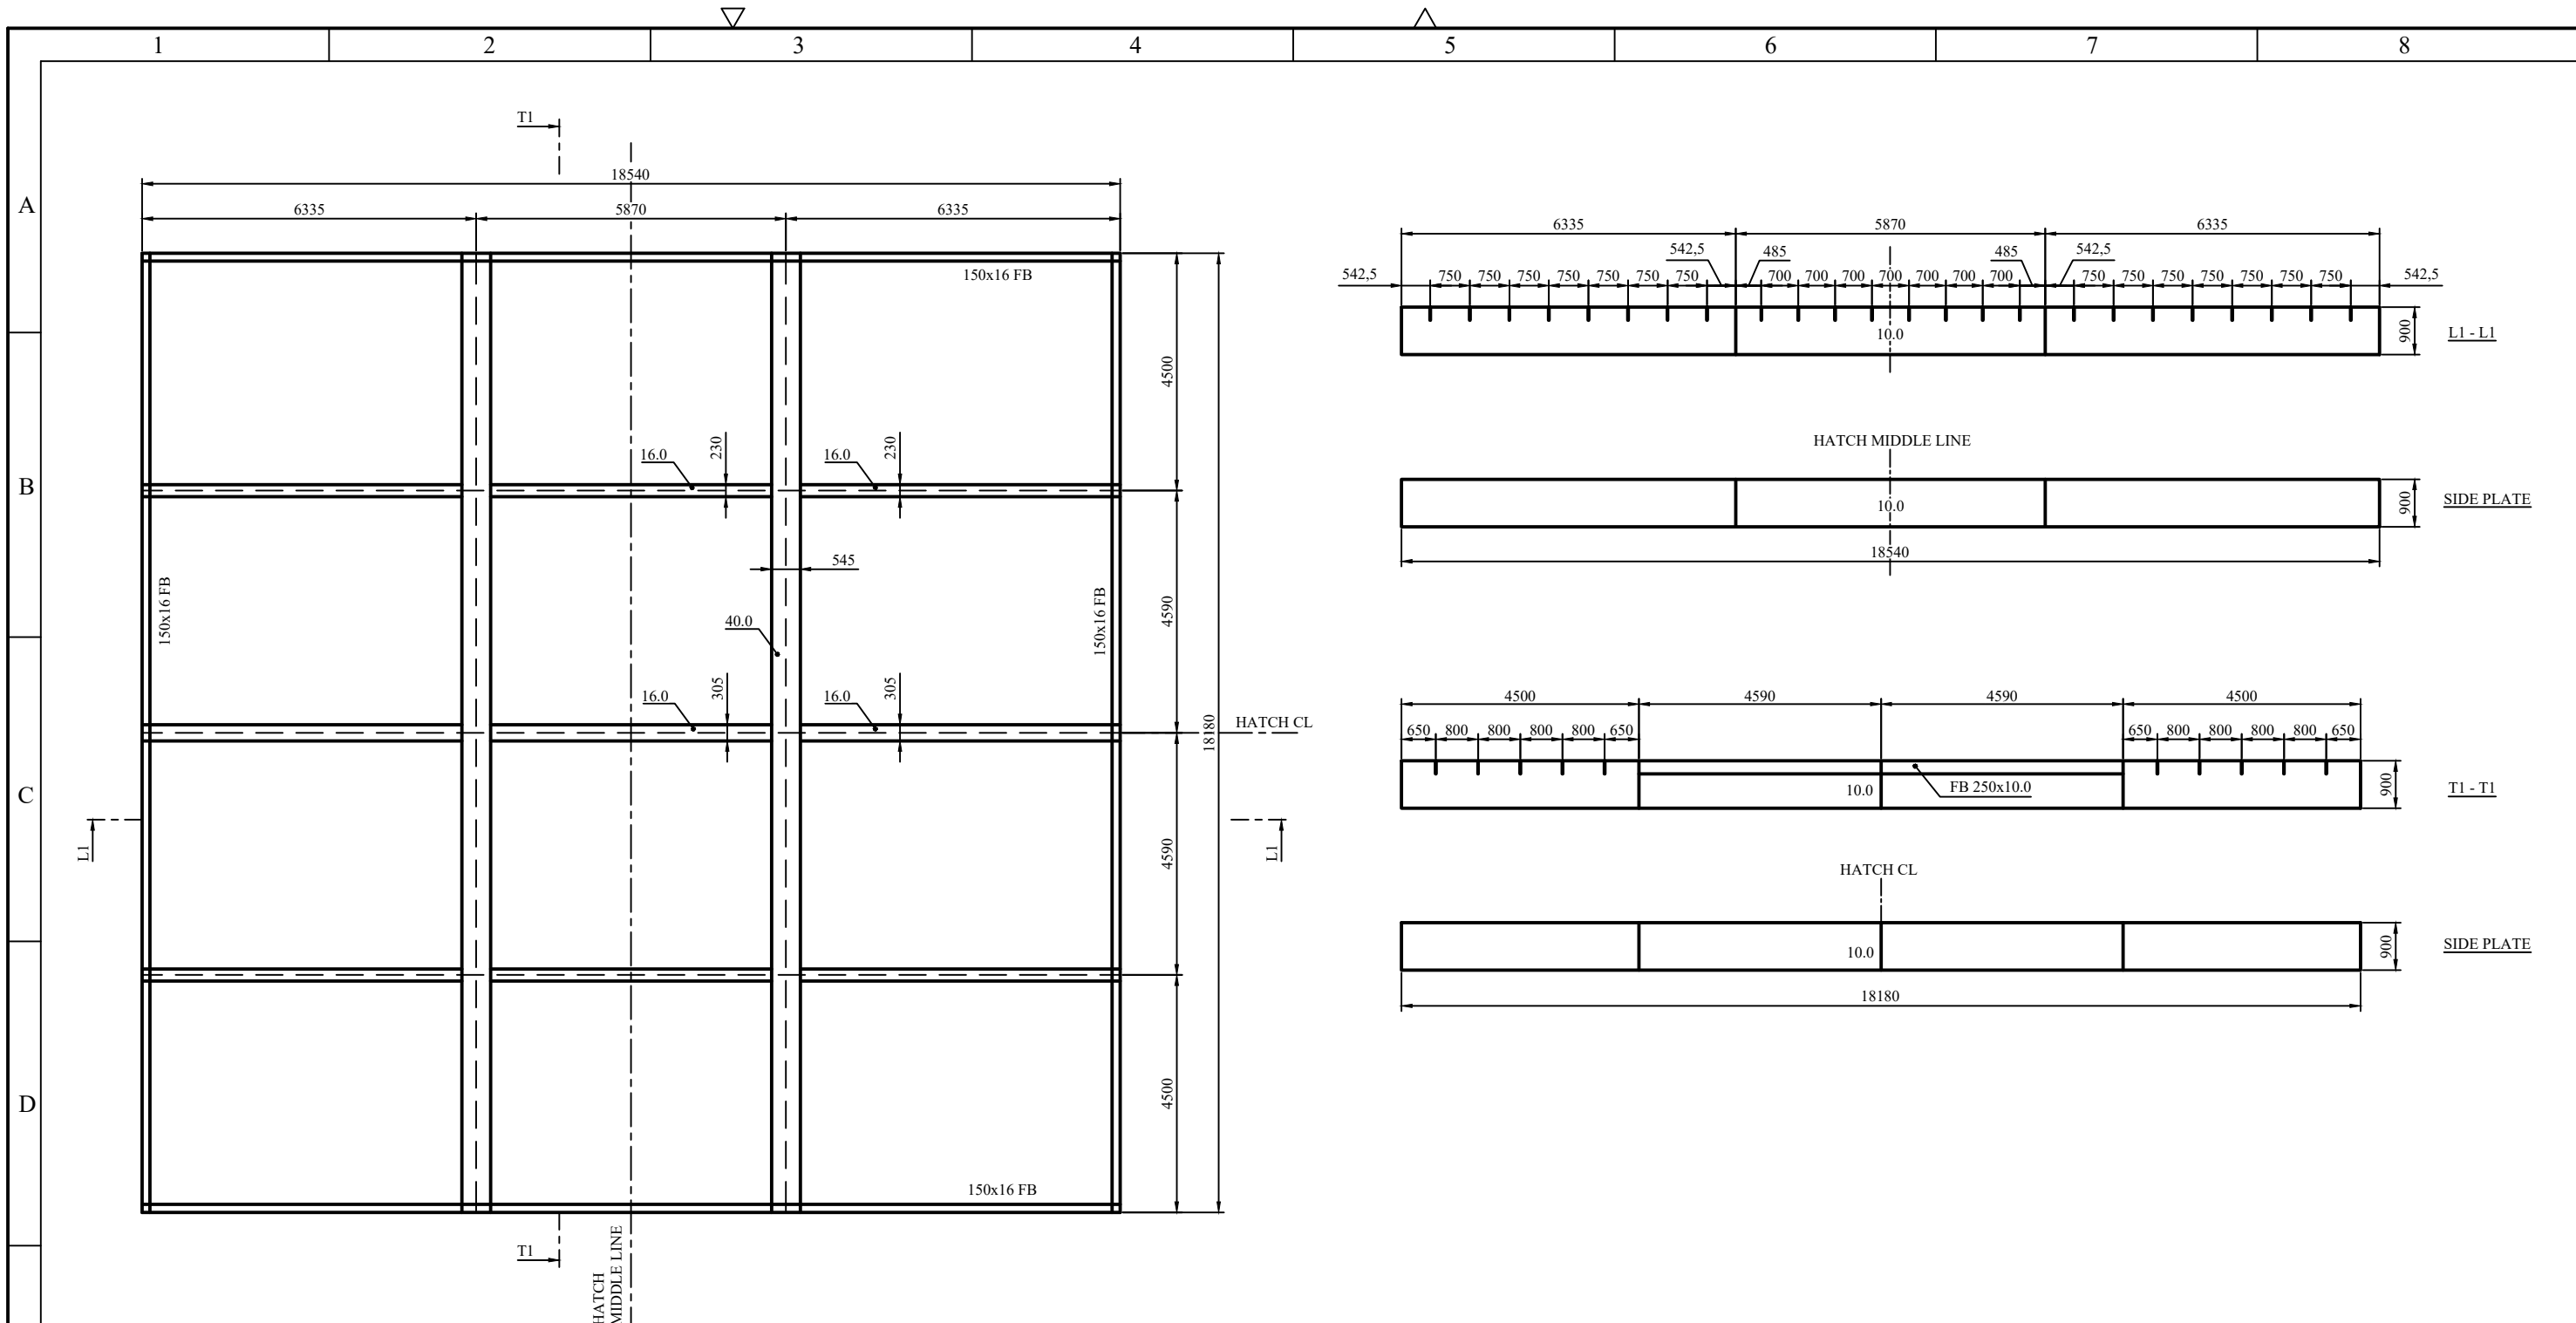 1 2 3 4 5 6 7 8
A
B
C
D
T1
18540
6335 5870 6335
150x16 FB
4500
16.0 230 16.0 230
545
150x16 FB
40.0
150x16 FB
4590
16.0 305 16.0 305
HATCH CL
18180
L1
L1
4590
4500
150x16 FB
T1
HATCH
MIDDLE LINE
6335 5870 6335
542,5 485 485 542,5
542,5 750 750 750 750 750 750 750 700 700 700 700 700 700 700 750 750 750 750 750 750 750 542,5
10.0
900
L1 - L1
HATCH MIDDLE LINE
10.0
900
SIDE PLATE
18540
4500 4590 4590 4500
650 800 800 800 800 650 650 800 800 800 800 650
10.0
FB 250x10.0
900
T1 - T1
HATCH CL
10.0
900
SIDE PLATE
18180